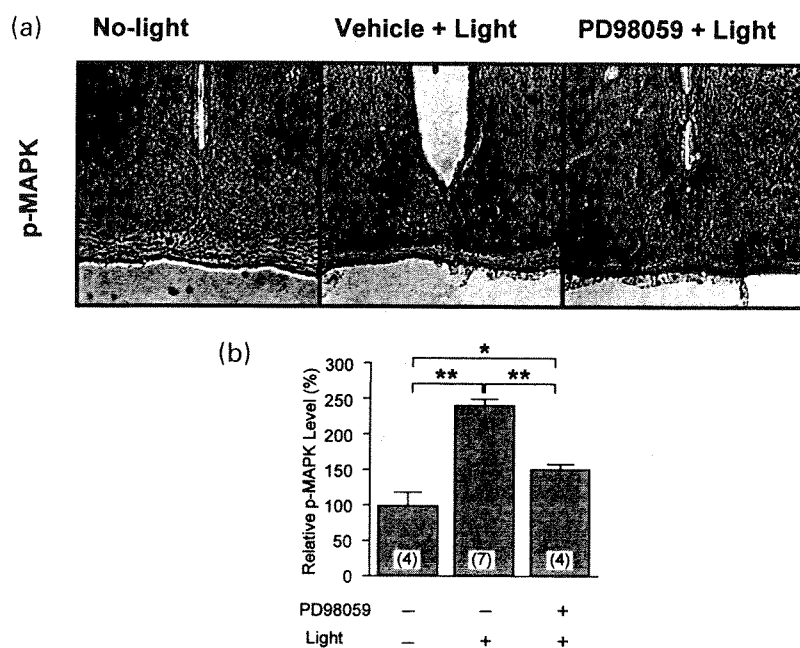 (a) No-light Vehicle + Light PD98059 + Light
p-MAPK
(b)
Relative p-MAPK Level (%)
300
250
200
150
100
50
0
*
** **
(4) (7) (4)
PD98059 – – +
Light – + +